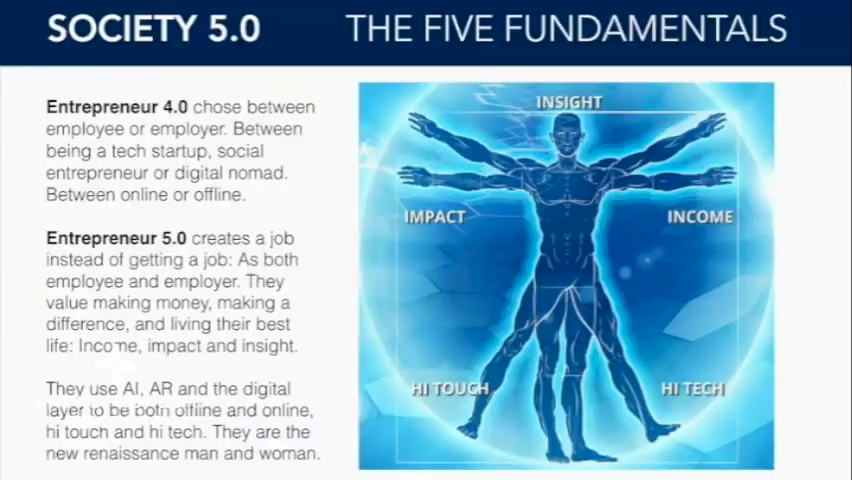 SOCIETY 5.0 THE FIVE FUNDAMENTALS
Entrepreneur 4.0 chose between
employee or employer. Between
being a tech startup, social
entrepreneur or digital nomad.
Between online or offline.
Entrepreneur 5.0 creates a job
instead of getting a job: As both
employee and employer. They
value making money, making a
difference, and living their best
life: Income, impact and insight.
They use AI, AR and the digital
layer to be both offline and online,
hi touch and hi tech. They are the
new renaissance man and woman.
INSIGHT
IMPACT
INCOME
HI TOUCH
HI TECH